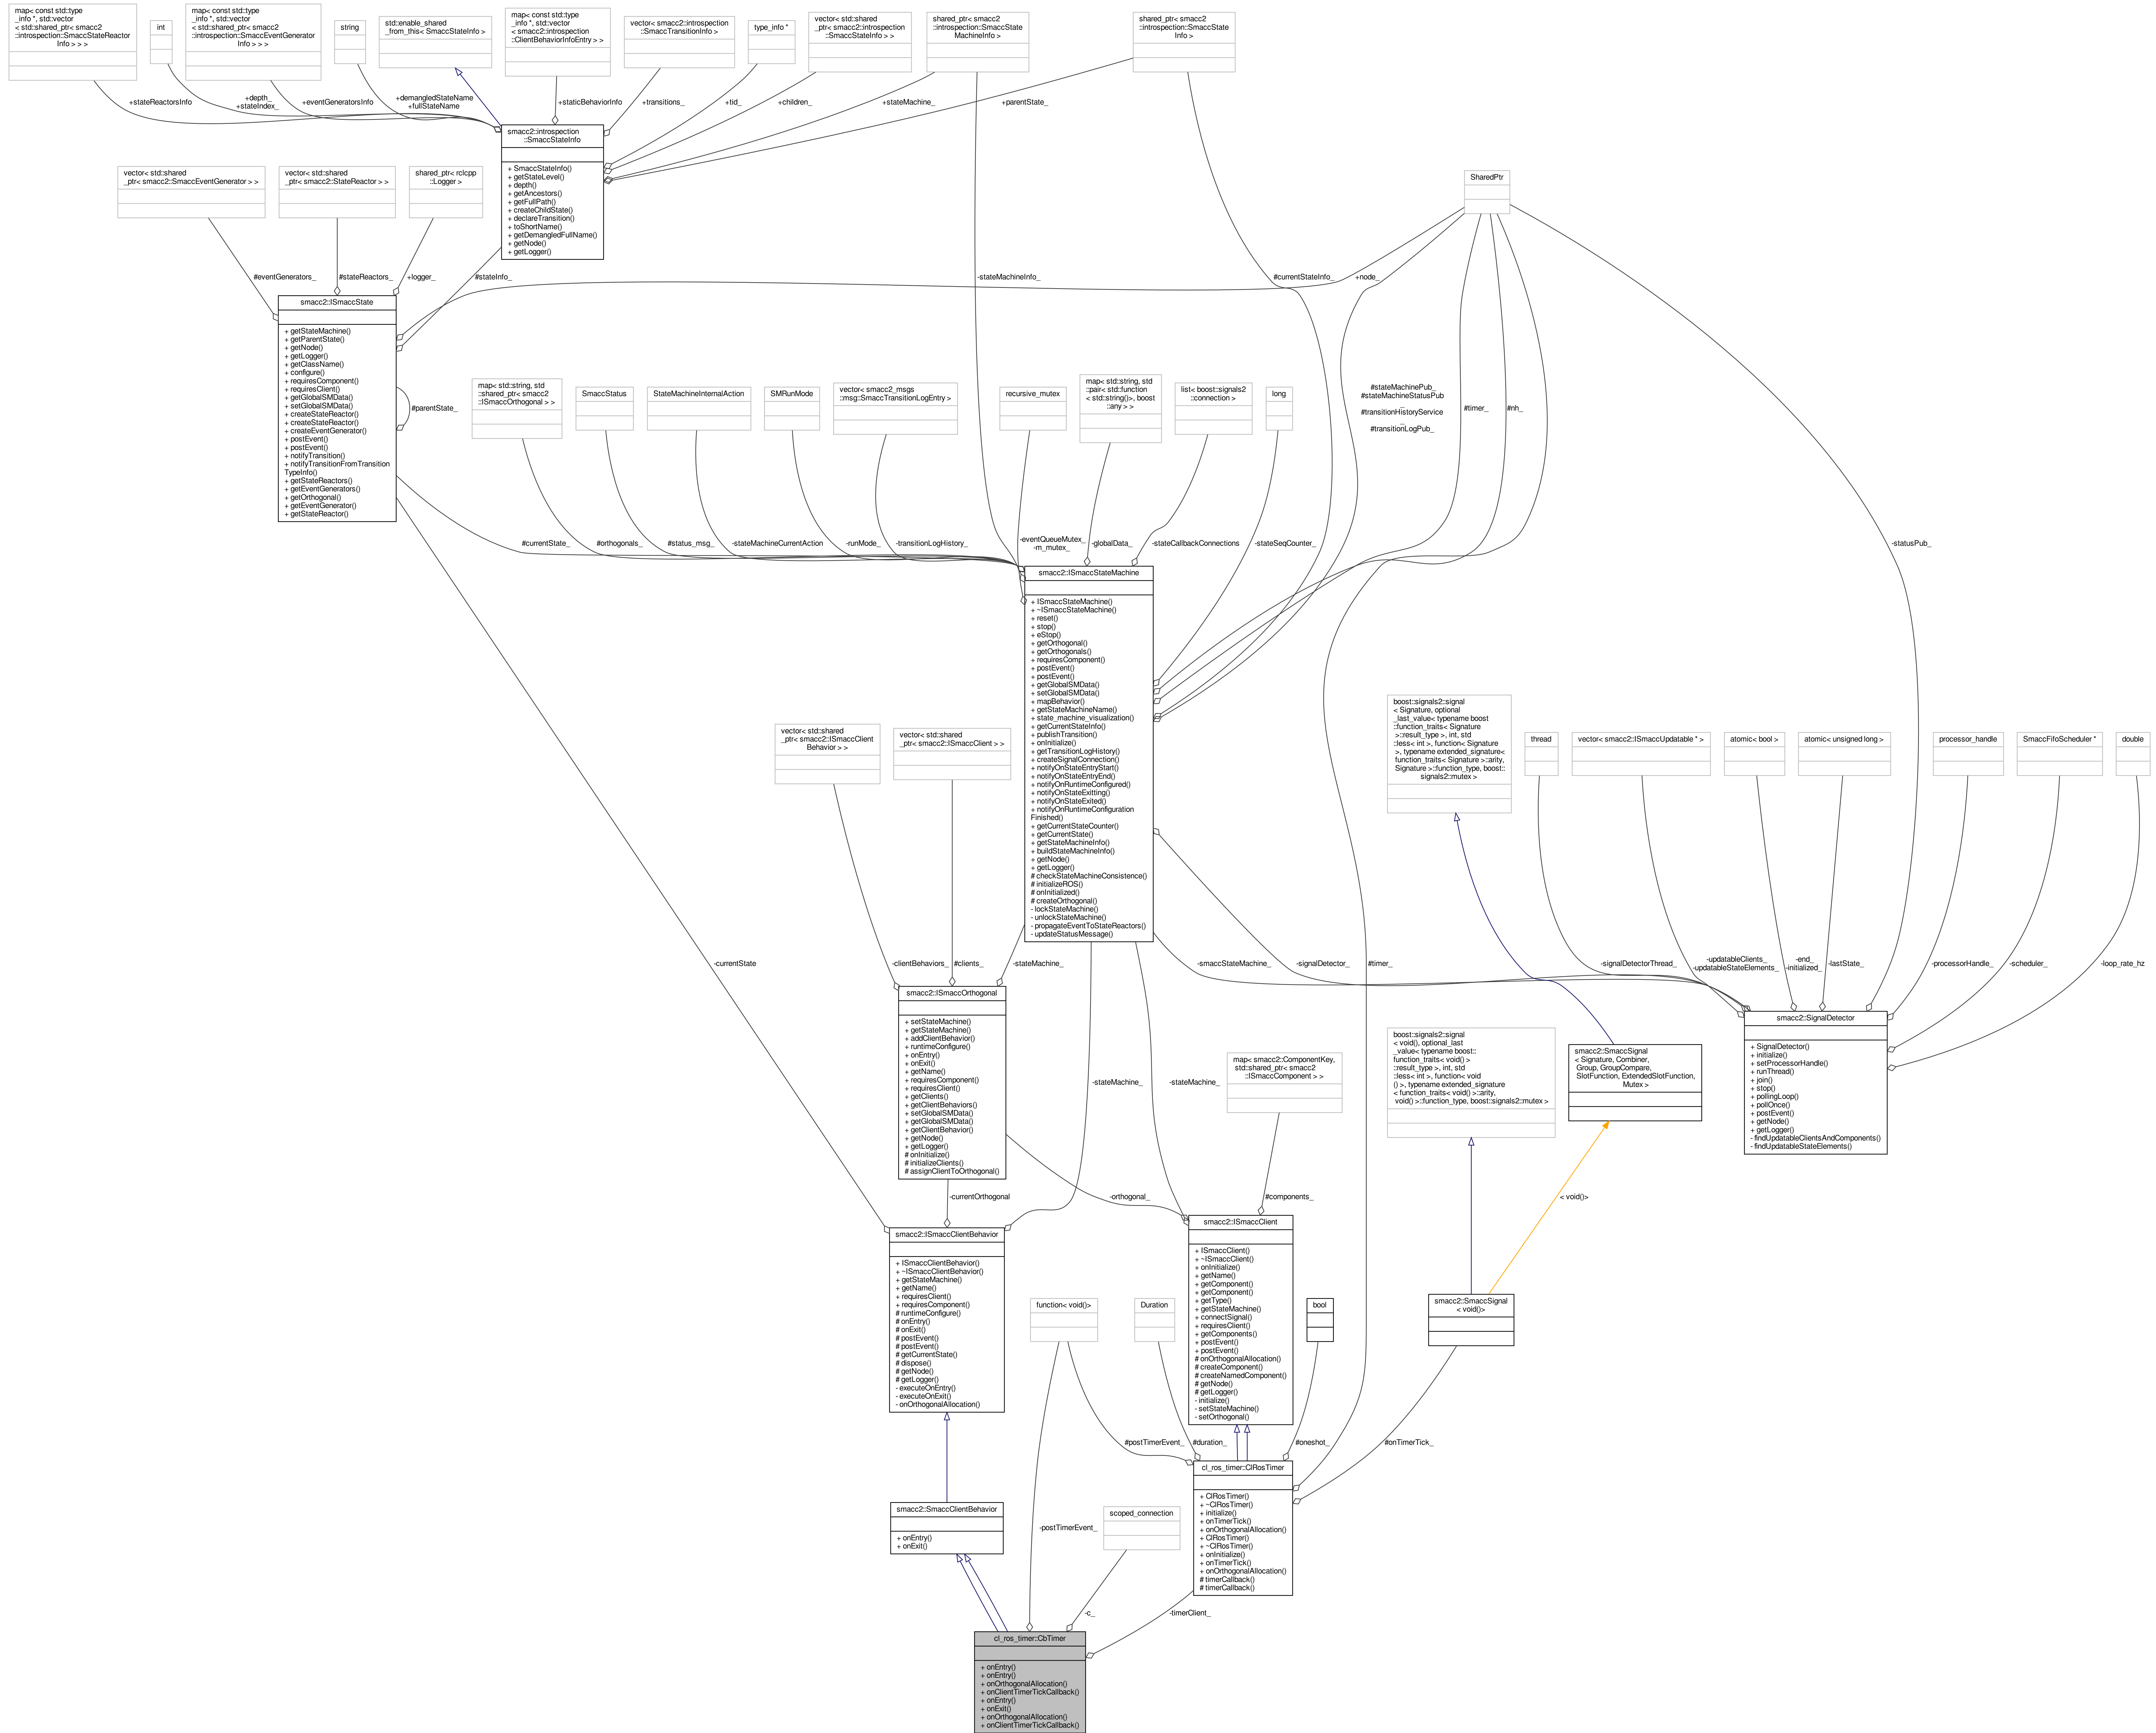 map< const std::type
_info *, std::vector
< std::shared_ptr< smacc2
::introspection::SmaccStateReactor
Info > > >
int
map< const std::type
_info *, std::vector
< std::shared_ptr< smacc2
::introspection::SmaccEventGenerator
Info > > >
string
std::enable_shared
_from_this< SmaccStateInfo >
map< const std::type
_info *, std::vector
< smacc2::introspection
::ClientBehaviorInfoEntry > >
vector< smacc2::introspection
::SmaccTransitionInfo >
type_info *
vector< std::shared
_ptr< smacc2::introspection
::SmaccStateInfo > >
shared_ptr< smacc2
::introspection::SmaccState
MachineInfo >
shared_ptr< smacc2
::introspection::SmaccState
Info >
+stateReactorsInfo
+depth_
+stateIndex_
+eventGeneratorsInfo
+demangledStateName
+fullStateName
+staticBehaviorInfo
+transitions_
+tid_
+children_
+stateMachine_
+parentState_
smacc2::introspection
::SmaccStateInfo
+ SmaccStateInfo()
+ getStateLevel()
+ depth()
+ getAncestors()
+ getFullPath()
+ createChildState()
+ declareTransition()
+ toShortName()
+ getDemangledFullName()
+ getNode()
+ getLogger()
vector< std::shared
_ptr< smacc2::SmaccEventGenerator > >
vector< std::shared
_ptr< smacc2::StateReactor > >
shared_ptr< rclcpp
::Logger >
SharedPtr
#eventGenerators_
#stateReactors_
+logger_
#stateInfo_
-stateMachineInfo_
#currentStateInfo_
+node_
smacc2::ISmaccState
+ getStateMachine()
+ getParentState()
+ getNode()
+ getLogger()
+ getClassName()
+ configure()
+ requiresComponent()
+ requiresClient()
+ getGlobalSMData()
+ setGlobalSMData()
+ createStateReactor()
+ createStateReactor()
+ createEventGenerator()
+ postEvent()
+ postEvent()
+ notifyTransition()
+ notifyTransitionFromTransition
TypeInfo()
+ getStateReactors()
+ getEventGenerators()
+ getOrthogonal()
+ getEventGenerator()
+ getStateReactor()
#parentState_
map< std::string, std
::shared_ptr< smacc2
::ISmaccOrthogonal > >
SmaccStatus
StateMachineInternalAction
SMRunMode
vector< smacc2_msgs
::msg::SmaccTransitionLogEntry >
recursive_mutex
map< std::string, std
::pair< std::function
< std::string()>, boost
::any > >
list< boost::signals2
::connection >
long
#stateMachinePub_
#stateMachineStatusPub
_
#transitionHistoryService
_
#transitionLogPub_
#timer_
#nh_
#currentState_
#orthogonals_
#status_msg_
-stateMachineCurrentAction
-runMode_
-transitionLogHistory_
-eventQueueMutex_
-m_mutex_
-globalData_
-stateCallbackConnections
-stateSeqCounter_
-statusPub_
smacc2::ISmaccStateMachine
+ ISmaccStateMachine()
+ ~ISmaccStateMachine()
+ reset()
+ stop()
+ eStop()
+ getOrthogonal()
+ getOrthogonals()
+ requiresComponent()
+ postEvent()
+ postEvent()
+ getGlobalSMData()
+ setGlobalSMData()
+ mapBehavior()
+ getStateMachineName()
+ state_machine_visualization()
+ getCurrentStateInfo()
+ publishTransition()
+ onInitialize()
+ getTransitionLogHistory()
+ createSignalConnection()
+ notifyOnStateEntryStart()
+ notifyOnStateEntryEnd()
+ notifyOnRuntimeConfigured()
+ notifyOnStateExitting()
+ notifyOnStateExited()
+ notifyOnRuntimeConfiguration
Finished()
+ getCurrentStateCounter()
+ getCurrentState()
+ getStateMachineInfo()
+ buildStateMachineInfo()
+ getNode()
+ getLogger()
# checkStateMachineConsistence()
# initializeROS()
# onInitialized()
# createOrthogonal()
- lockStateMachine()
- unlockStateMachine()
- propagateEventToStateReactors()
- updateStatusMessage()
vector< std::shared
_ptr< smacc2::ISmaccClient
Behavior > >
vector< std::shared
_ptr< smacc2::ISmaccClient > >
boost::signals2::signal
< Signature, optional
_last_value< typename boost
::function_traits< Signature
>::result_type >, int, std
::less< int >, function< Signature
>, typename extended_signature<
function_traits< Signature >::arity,
Signature >::function_type, boost::
signals2::mutex >
thread
vector< smacc2::ISmaccUpdatable * >
atomic< bool >
atomic< unsigned long >
processor_handle
SmaccFifoScheduler *
double
-currentState
-clientBehaviors_
#clients_
-stateMachine_
-smaccStateMachine_
-signalDetector_
#timer_
-signalDetectorThread_
-updatableClients_
-updatableStateElements_
-end_
-initialized_
-lastState_
-processorHandle_
-scheduler_
-loop_rate_hz
smacc2::ISmaccOrthogonal
+ setStateMachine()
+ getStateMachine()
+ addClientBehavior()
+ runtimeConfigure()
+ onEntry()
+ onExit()
+ getName()
+ requiresComponent()
+ requiresClient()
+ getClients()
+ getClientBehaviors()
+ setGlobalSMData()
+ getGlobalSMData()
+ getClientBehavior()
+ getNode()
+ getLogger()
# onInitialize()
# initializeClients()
# assignClientToOrthogonal()
smacc2::SignalDetector
+ SignalDetector()
+ initialize()
+ setProcessorHandle()
+ runThread()
+ join()
+ stop()
+ pollingLoop()
+ pollOnce()
+ postEvent()
+ getNode()
+ getLogger()
- findUpdatableClientsAndComponents()
- findUpdatableStateElements()
boost::signals2::signal
< void(), optional_last
_value< typename boost::
function_traits< void() >
::result_type >, int, std
::less< int >, function< void
() >, typename extended_signature
< function_traits< void() >::arity,
void() >::function_type, boost::signals2::mutex >
smacc2::SmaccSignal
< Signature, Combiner,
Group, GroupCompare,
SlotFunction, ExtendedSlotFunction,
Mutex >
map< smacc2::ComponentKey,
std::shared_ptr< smacc2
::ISmaccComponent > >
-stateMachine_
-stateMachine_
-currentOrthogonal
-orthogonal_
#components_
< void()>
smacc2::ISmaccClientBehavior
+ ISmaccClientBehavior()
+ ~ISmaccClientBehavior()
+ getStateMachine()
+ getName()
+ requiresClient()
+ requiresComponent()
# runtimeConfigure()
# onEntry()
# onExit()
# postEvent()
# postEvent()
# getCurrentState()
# dispose()
# getNode()
# getLogger()
- executeOnEntry()
- executeOnExit()
- onOrthogonalAllocation()
smacc2::ISmaccClient
+ ISmaccClient()
+ ~ISmaccClient()
+ onInitialize()
+ getName()
+ getComponent()
+ getComponent()
+ getType()
+ getStateMachine()
+ connectSignal()
+ requiresClient()
+ getComponents()
+ postEvent()
+ postEvent()
# onOrthogonalAllocation()
# createComponent()
# createNamedComponent()
# getNode()
# getLogger()
- initialize()
- setStateMachine()
- setOrthogonal()
function< void()>
Duration
bool
smacc2::SmaccSignal
< void()>
#postTimerEvent_
#duration_
#oneshot_
#onTimerTick_
cl_ros_timer::ClRosTimer
+ ClRosTimer()
+ ~ClRosTimer()
+ initialize()
+ onTimerTick()
+ onOrthogonalAllocation()
+ ClRosTimer()
+ ~ClRosTimer()
+ onInitialize()
+ onTimerTick()
+ onOrthogonalAllocation()
# timerCallback()
# timerCallback()
smacc2::SmaccClientBehavior
+ onEntry()
+ onExit()
scoped_connection
-postTimerEvent_
-c_
-timerClient_
cl_ros_timer::CbTimer
+ onEntry()
+ onEntry()
+ onOrthogonalAllocation()
+ onClientTimerTickCallback()
+ onEntry()
+ onExit()
+ onOrthogonalAllocation()
+ onClientTimerTickCallback()